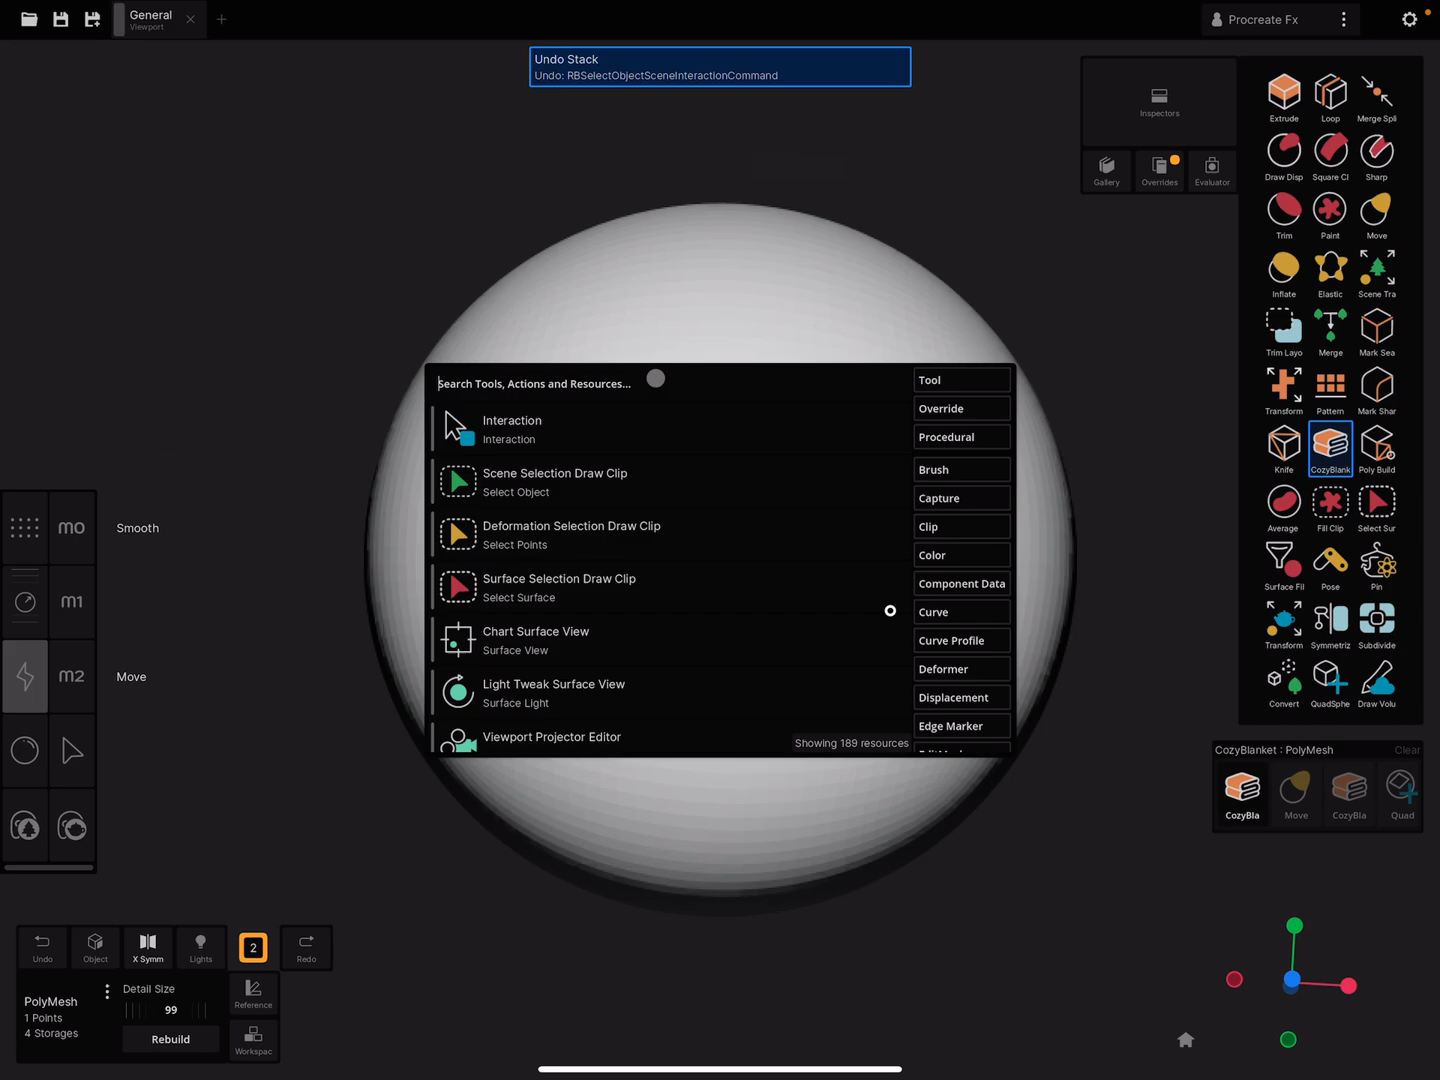 General
Viewport
Procreate Fx
Undo Stack
Undo: RBSelectObjectSceneInteractionCommand
Inspectors
Gallery
Overrides
Evaluator
Extrude
Loop
Merge Spli
Draw Disp
Square Cl
Sharp
Trim
Paint
Move
Inflate
Elastic
Scene Tra
Trim Layo
Merge
Mark Sea
Transform
Pattern
Mark Shar
Knife
CozyBlank
Poly Build
Average
Fill Clip
Select Sur
Surface Fil
Pose
Pin
Transform
Symmetriz
Subdivide
Convert
QuadSphe
Draw Volu
Search Tools, Actions and Resources...
Interaction
Interaction
Scene Selection Draw Clip
Select Object
Deformation Selection Draw Clip
Select Points
Surface Selection Draw Clip
Select Surface
Chart Surface View
Surface View
Light Tweak Surface View
Surface Light
Viewport Projector Editor
Showing 189 resources
Tool
Override
Procedural
Brush
Capture
Clip
Color
Component Data
Curve
Curve Profile
Deformer
Displacement
Edge Marker
m0
Smooth
m1
m2
Move
CozyBlanket : PolyMesh
Clear
CozyBla
Move
CozyBla
Quad
Undo
Object
X Symm
Lights
2
Redo
PolyMesh
1 Points
4 Storages
Detail Size
99
Rebuild
Reference
Workspac